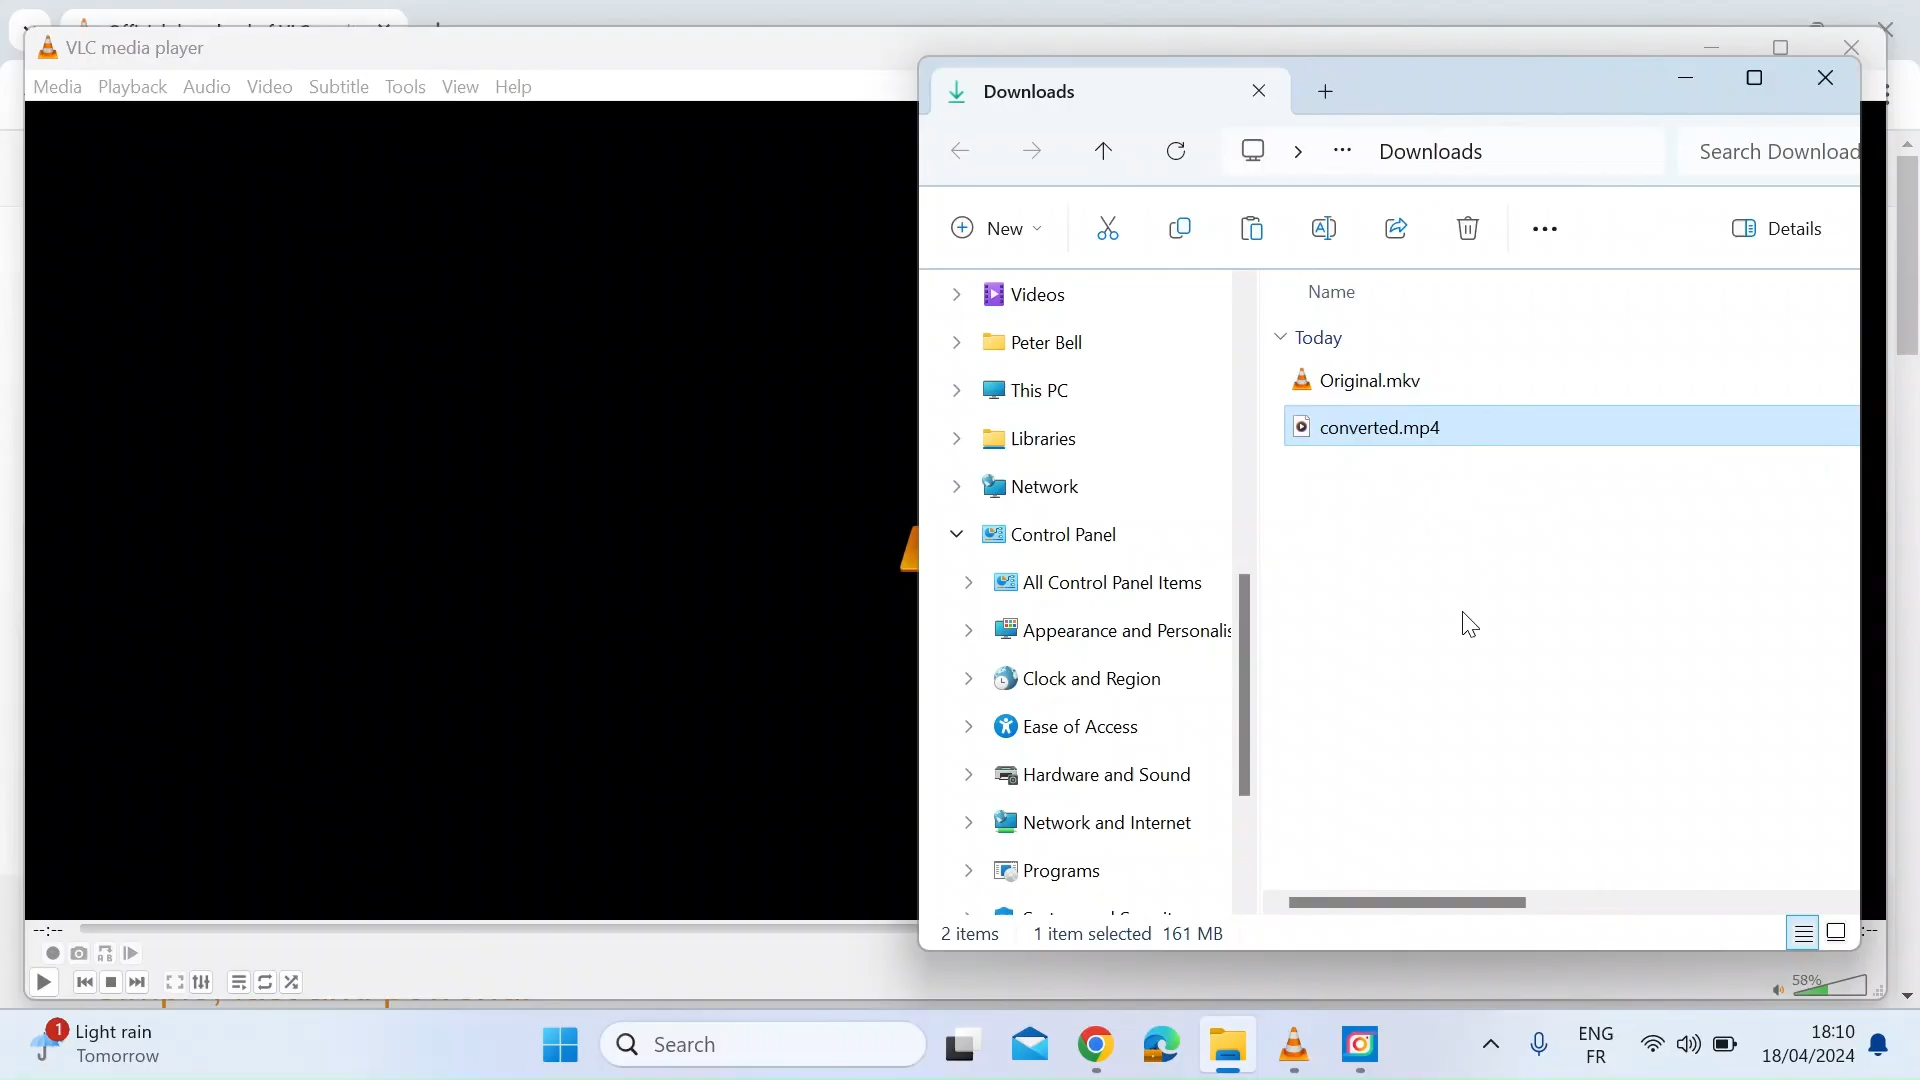 VLC media player
Media Playback Audio Video Subtitle Tools View Help
Downloads
Downloads
Search Download
New
Details
Videos
Peter Bell
This PC
Libraries
Network
Control Panel
All Control Panel Items
Appearance and Personalis
Clock and Region
Ease of Access
Hardware and Sound
Network and Internet
Programs
Name
Today
Original.mkv
converted.mp4
2 items 1 item selected 161 MB
--:--
58%
1
Light rain
Tomorrow
Search
ENG
FR
18:10
18/04/2024